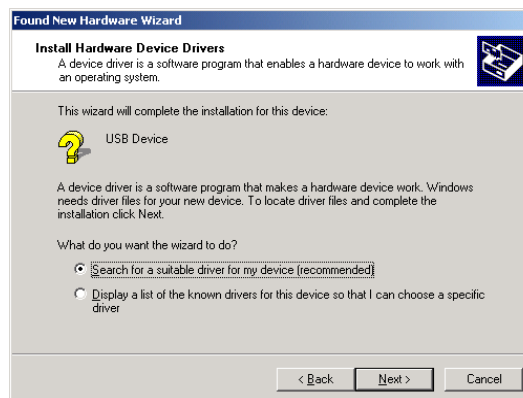 Found New Hardware Wizard
Install Hardware Device Drivers
A device driver is a software program that enables a hardware device to work with
an operating system.
This wizard will complete the installation for this device:
USB Device
A device driver is a software program that makes a hardware device work. Windows
needs driver files for your new device. To locate driver files and complete the
installation click Next.
What do you want the wizard to do?
Search for a suitable driver for my device (recommended)
Display a list of the known drivers for this device so that I can choose a specific
driver
< Back
Next >
Cancel